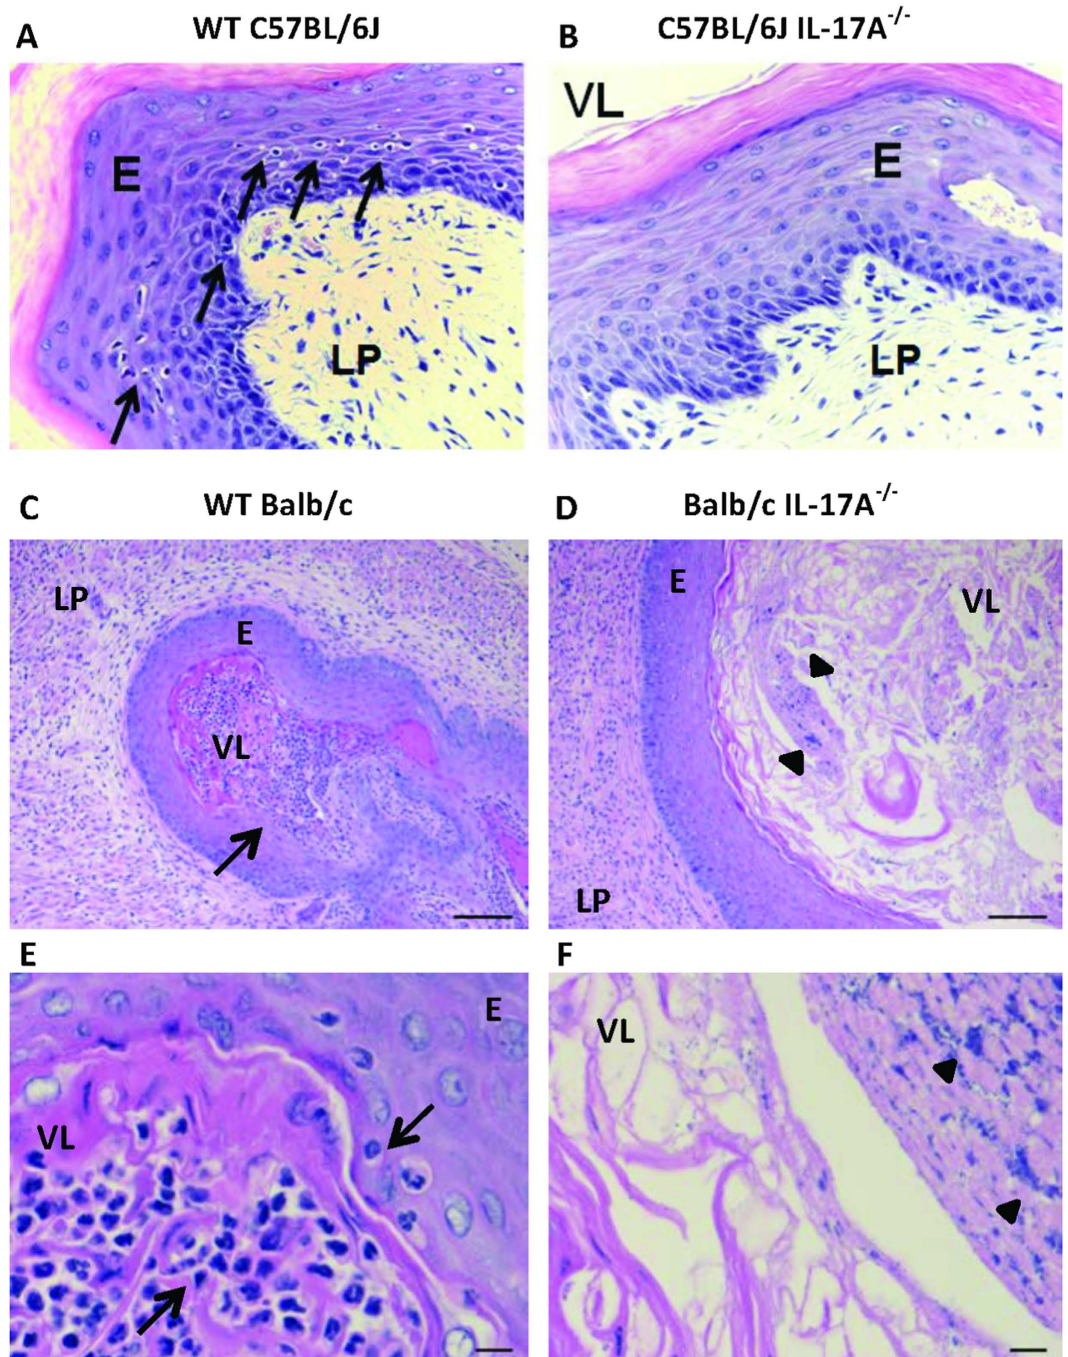 A WT C57BL/6J
B C57BL/6J IL-17A-/-
E
LP
VL
E
LP
C WT Balb/c
D Balb/c IL-17A-/-
LP
E
VL
E
VL
LP
E
F
E
VL
VL